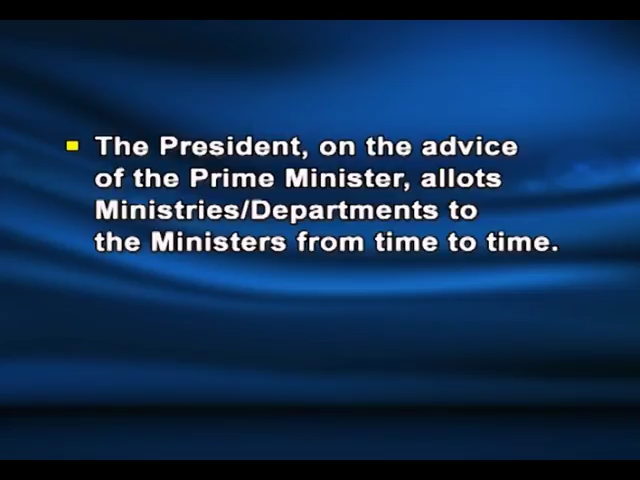 The President, on the advice
of the Prime Minister, allots
Ministries/Departments to
the Ministers from time to time.